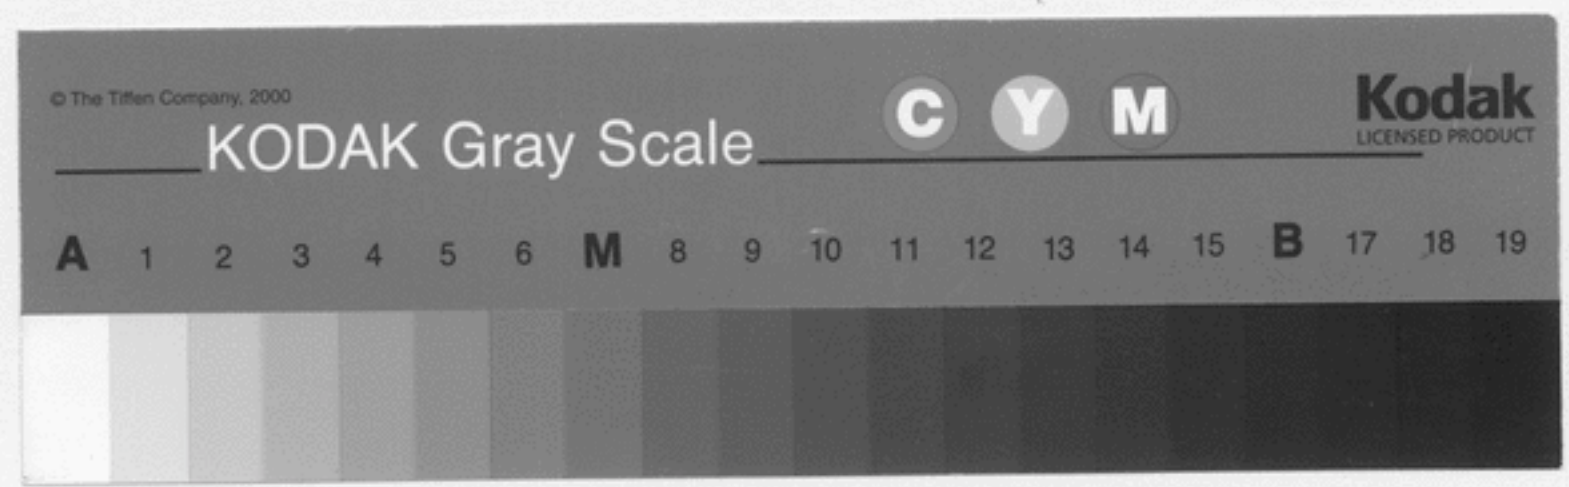 © The Tiffen Company, 2000
KODAK Gray Scale
C Y M
Kodak
LICENSED PRODUCT
A 1 2 3 4 5 6 M 8 9 10 11 12 13 14 15 B 17 18 19